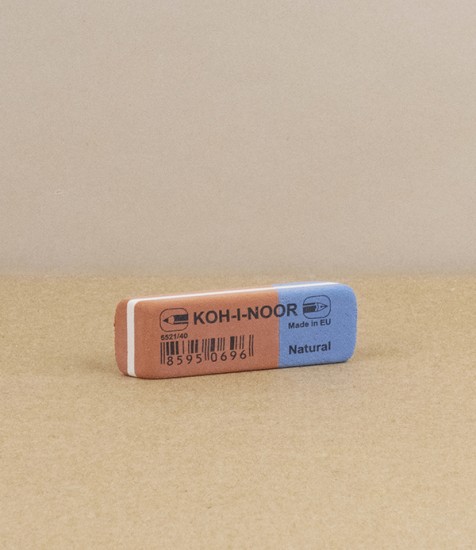 KOH-I-NOOR
Made in EU
6521/40
8595 0696
Natural